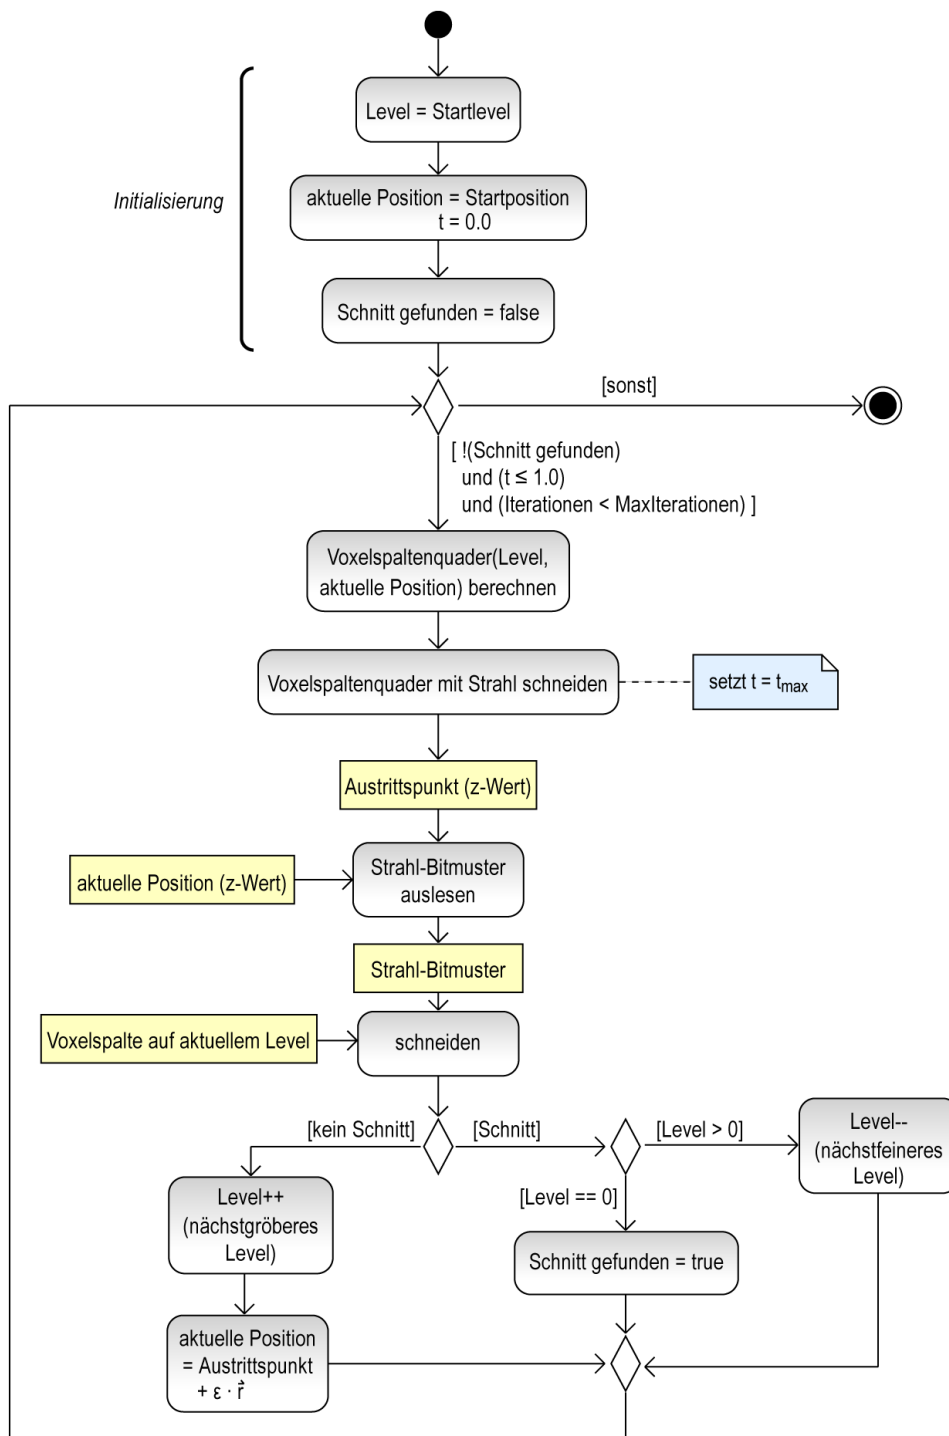 Level = Startlevel
Initialisierung
aktuelle Position = Startposition
t = 0.0
Schnitt gefunden = false
[sonst]
[ !(Schnitt gefunden)
und (t ≤ 1.0)
und (Iterationen < MaxIterationen) ]
Voxelspaltenquader(Level,
aktuelle Position) berechnen
Voxelspaltenquader mit Strahl schneiden
setzt t = tmax
Austrittspunkt (z-Wert)
aktuelle Position (z-Wert)
Strahl-Bitmuster
auslesen
Strahl-Bitmuster
Voxelspalte auf aktuellem Level
schneiden
[kein Schnitt]
[Schnitt]
[Level > 0]
Level--
(nächstfeineres
Level)
Level++
(nächstgröberes
Level)
[Level == 0]
Schnitt gefunden = true
aktuelle Position
= Austrittspunkt
+ ε · r⃗